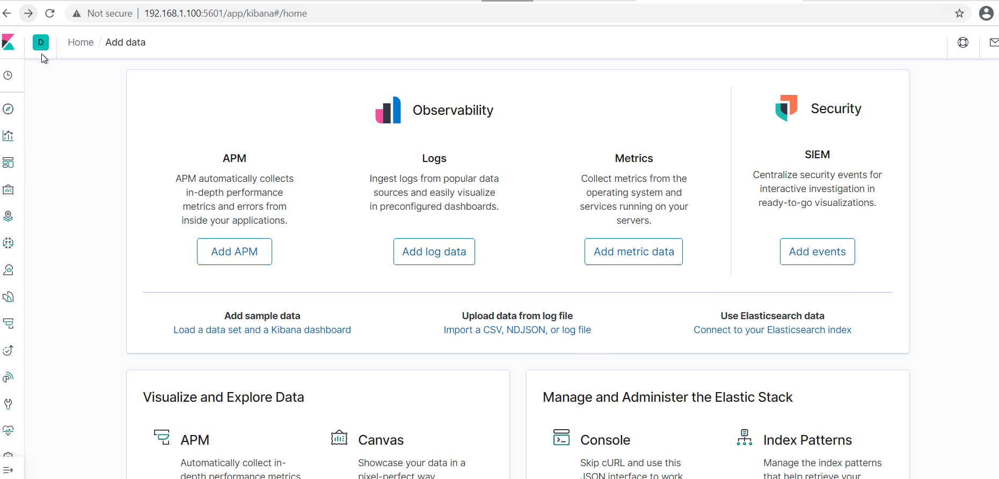 Not secure | 192.168.1.100:5601/app/kibana#/home
D Home / Add data
Observability
Security
APM
APM automatically collects
in-depth performance
metrics and errors from
inside your applications.
Add APM
Logs
Ingest logs from popular data
sources and easily visualize
in preconfigured dashboards.
Add log data
Metrics
Collect metrics from the
operating system and
services running on your
servers.
Add metric data
SIEM
Centralize security events for
interactive investigation in
ready-to-go visualizations.
Add events
Add sample data
Load a data set and a Kibana dashboard
Upload data from log file
Import a CSV, NDJSON, or log file
Use Elasticsearch data
Connect to your Elasticsearch index
Visualize and Explore Data
APM
Automatically collect in-
depth performance metrics
Canvas
Showcase your data in a
pixel-perfect way
Manage and Administer the Elastic Stack
Console
Skip cURL and use this
JSON interface to work
Index Patterns
Manage the index patterns
that help retrieve your